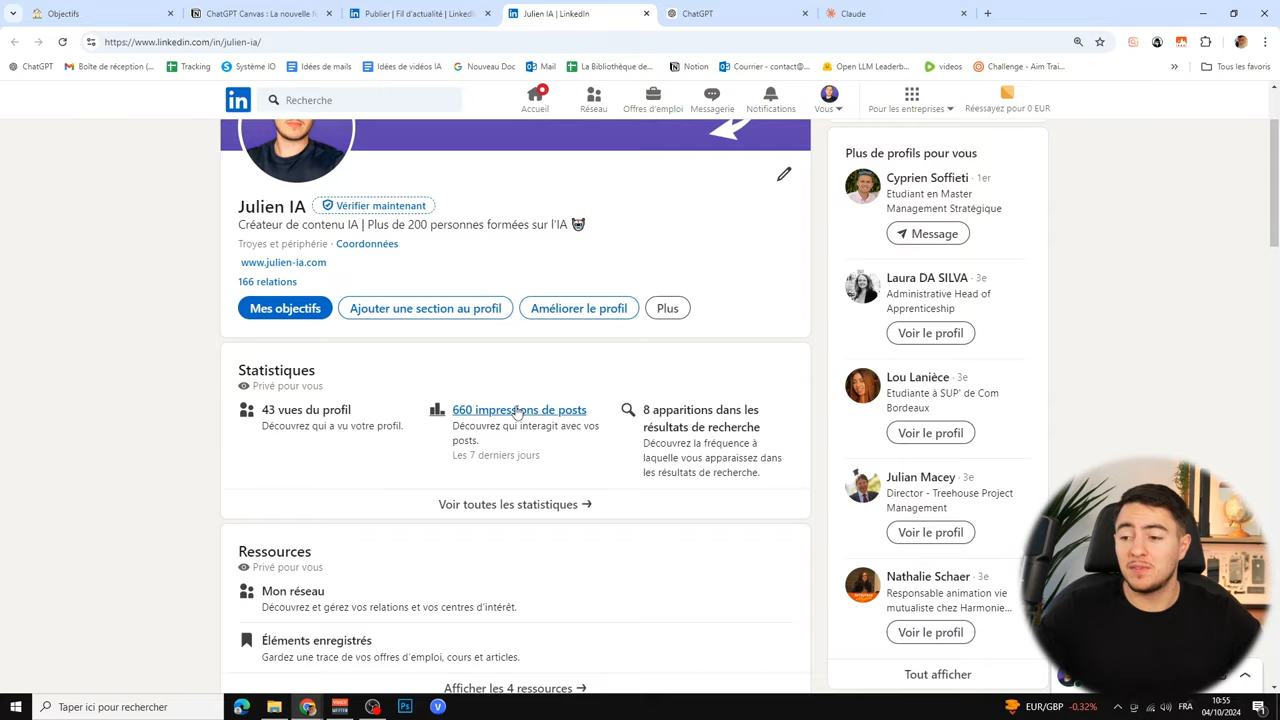 Objectifs
ChatGPT Canvas : La nouvelle f
Publier | Fil d'actualité | LinkedI
Julien IA | LinkedIn
ChatGPT
Claude
https://www.linkedin.com/in/julien-ia/
ChatGPT
Boîte de réception (...
Tracking
Système IO
Idées de mails
Idées de vidéos IA
Nouveau Doc
Mail
La Bibliothèque de...
Notion
Courrier - contact@...
Open LLM Leaderb...
videos
Challenge - Aim Trai...
Tous les favoris
in
Recherche
Accueil
Réseau
Offres d'emploi
Messagerie
Notifications
Vous
Pour les entreprises
Réessayez pour 0 EUR
Julien IA
Vérifier maintenant
Créateur de contenu IA | Plus de 200 personnes formées sur l'IA
Troyes et périphérie · Coordonnées
www.julien-ia.com
166 relations
Mes objectifs
Ajouter une section au profil
Améliorer le profil
Plus
Statistiques
Privé pour vous
43 vues du profil
Découvrez qui a vu votre profil.
660 impressions de posts
Découvrez qui interagit avec vos
posts.
Les 7 derniers jours
8 apparitions dans les
résultats de recherche
Découvrez la fréquence à
laquelle vous apparaissez dans
les résultats de recherche.
Voir toutes les statistiques →
Ressources
Privé pour vous
Mon réseau
Découvrez et gérez vos relations et vos centres d'intérêt.
Éléments enregistrés
Gardez une trace de vos offres d'emploi, cours et articles.
Afficher les 4 ressources →
Plus de profils pour vous
Cyprien Soffieti · 1er
Etudiant en Master
Management Stratégique
Message
Laura DA SILVA · 3e
Administrative Head of
Apprenticeship
Voir le profil
Lou Lanièce · 3e
Etudiante à SUP' de Com
Bordeaux
Voir le profil
Julian Macey · 3e
Director - Treehouse Project
Management
Voir le profil
Nathalie Schaer · 3e
Responsable animation vie
mutualiste chez Harmonie...
Voir le profil
Tout afficher
Taper ici pour rechercher
Ps
V
EUR/GBP -0.32%
FRA
10:55
04/10/2024